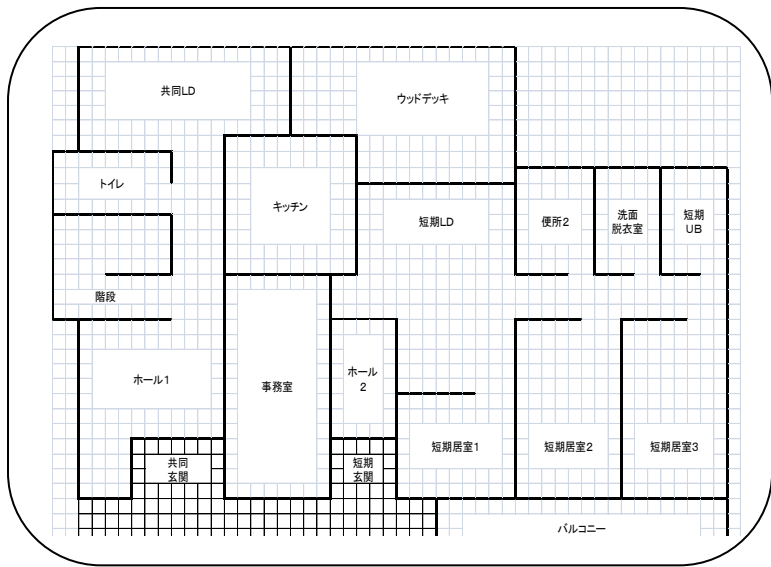 共同LD
ウッドデッキ
トイレ
キッチン
短期LD
便所2
洗面
脱衣室
短期
UB
階段
ホール1
事務室
ホール
2
短期居室1
短期居室2
短期居室3
共同
玄関
短期
玄関
バルコニー